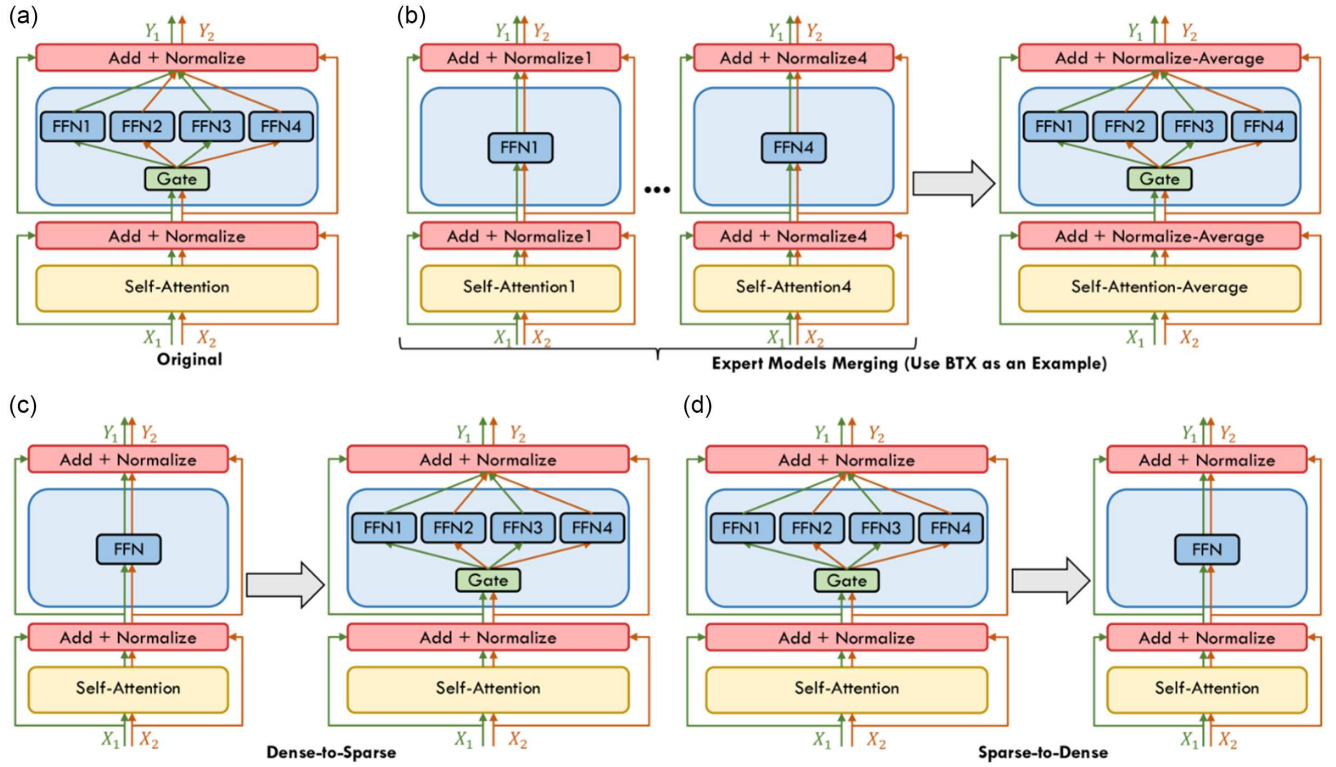 (a)
Y1 Y2
Add + Normalize
FFN1 FFN2 FFN3 FFN4
Gate
Add + Normalize
Self-Attention
X1 X2
Original
(b)
Y1 Y2
Add + Normalize1
FFN1
Add + Normalize1
Self-Attention1
X1 X2
...
Y1 Y2
Add + Normalize4
FFN4
Add + Normalize4
Self-Attention4
X1 X2
Y1 Y2
Add + Normalize-Average
FFN1 FFN2 FFN3 FFN4
Gate
Add + Normalize-Average
Self-Attention-Average
X1 X2
Expert Models Merging (Use BTX as an Example)
(c)
Y1 Y2
Add + Normalize
FFN
Add + Normalize
Self-Attention
X1 X2
Y1 Y2
Add + Normalize
FFN1 FFN2 FFN3 FFN4
Gate
Add + Normalize
Self-Attention
X1 X2
Dense-to-Sparse
(d)
Y1 Y2
Add + Normalize
FFN1 FFN2 FFN3 FFN4
Gate
Add + Normalize
Self-Attention
X1 X2
Y1 Y2
Add + Normalize
FFN
Add + Normalize
Self-Attention
X1 X2
Sparse-to-Dense